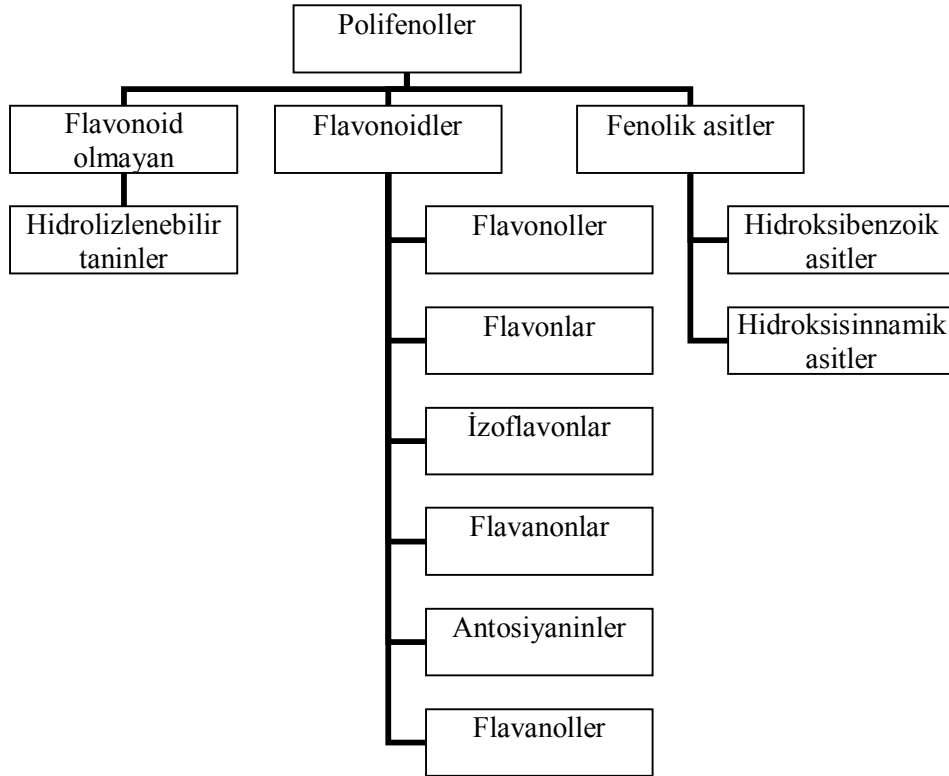 Polifenoller
Flavonoid
olmayan
Flavonoidler
Fenolik asitler
Hidrolizlenebilir
taninler
Flavonoller
Flavonlar
İzoflavonlar
Flavanonlar
Antosiyaninler
Flavanoller
Hidroksibenzoik
asitler
Hidroksisinnamik
asitler